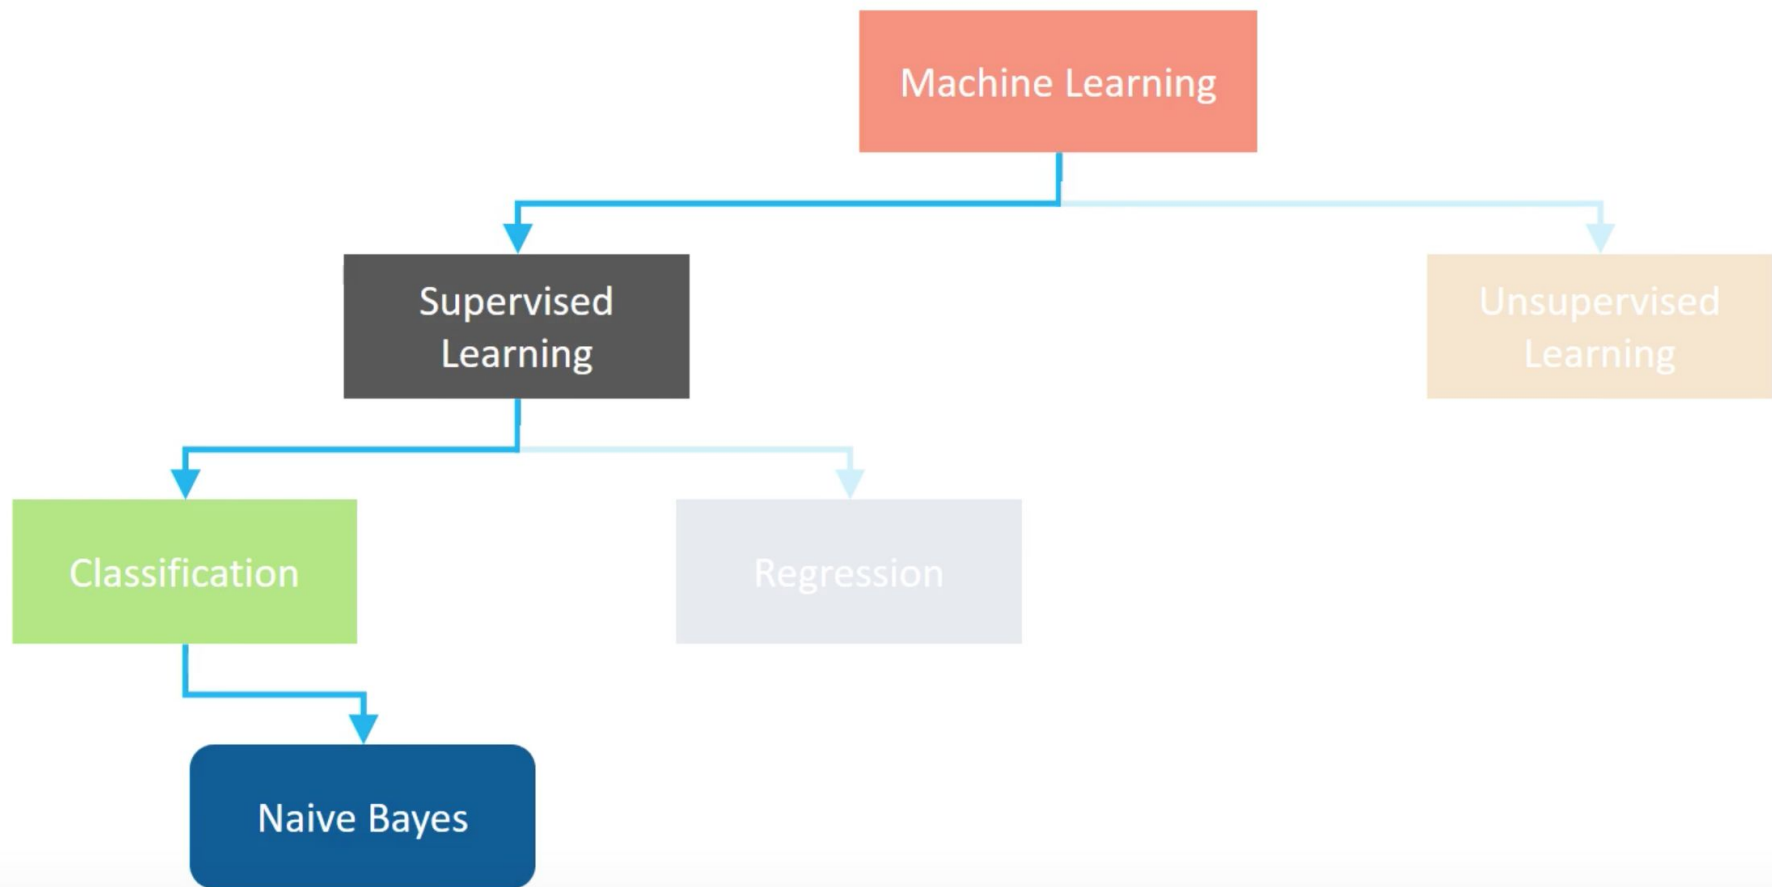 Machine Learning
Supervised
Learning
Unsupervised
Learning
Classification
Regression
Naive Bayes